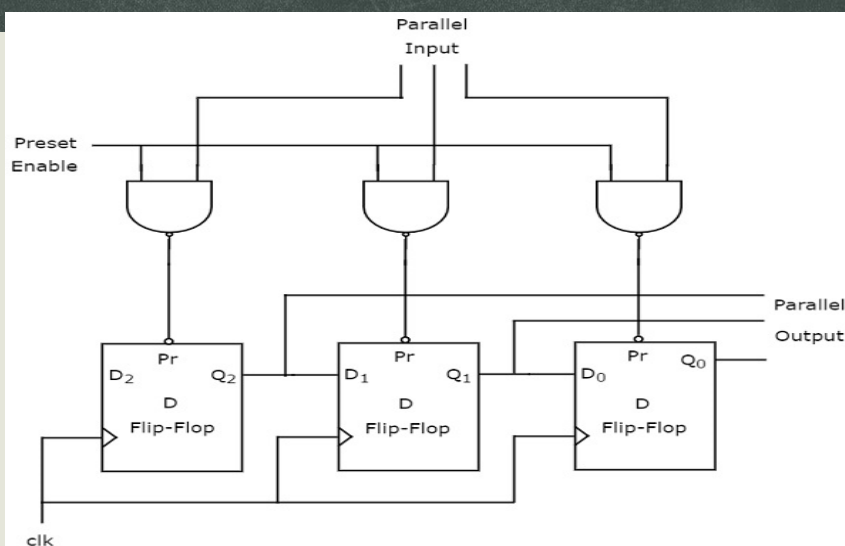 Parallel
Input
Preset
Enable
Parallel
Output
Pr
Pr
Pr
D₂ Q₂ D₁ Q₁ D₀ Q₀
D D D
Flip-Flop Flip-Flop Flip-Flop
clk